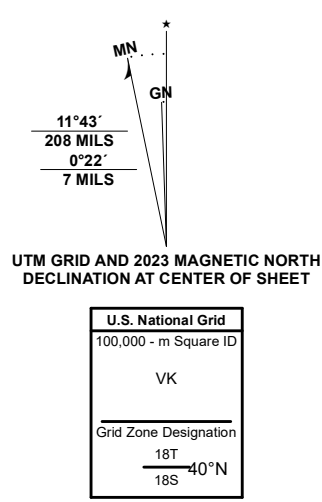 ★
MN
GN
11°43´
208 MILS
0°22´
7 MILS
UTM GRID AND 2023 MAGNETIC NORTH
DECLINATION AT CENTER OF SHEET
U.S. National Grid
100,000 - m Square ID
VK
Grid Zone Designation
18T
40°N
18S